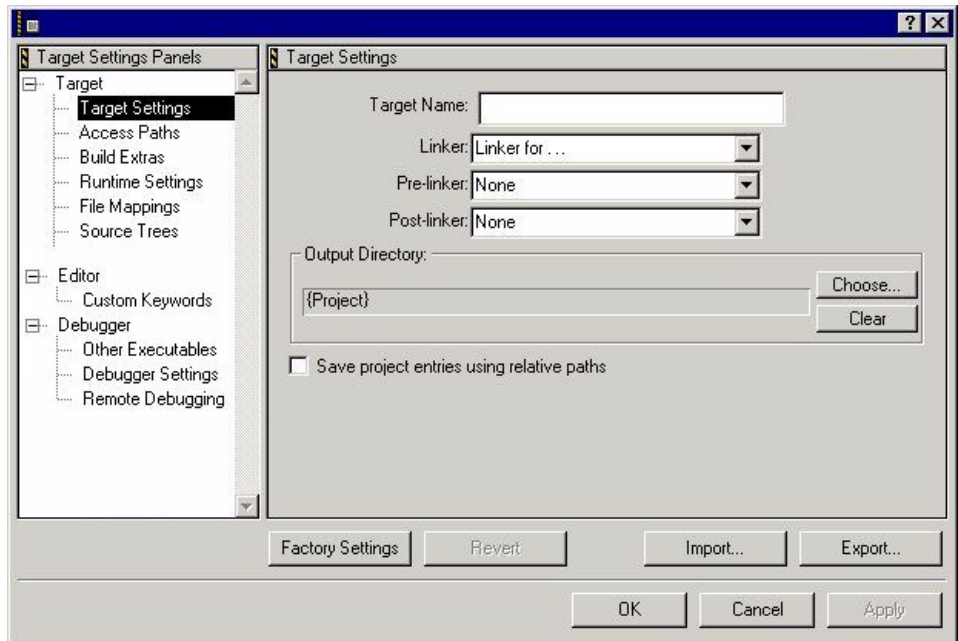 Target Settings Panels
Target
Target Settings
Access Paths
Build Extras
Runtime Settings
File Mappings
Source Trees
Editor
Custom Keywords
Debugger
Other Executables
Debugger Settings
Remote Debugging
Target Settings
Target Name:
Linker: Linker for ...
Pre-linker: None
Post-linker: None
Output Directory:
{Project}
Choose...
Clear
Save project entries using relative paths
Factory Settings
Revert
Import...
Export...
OK
Cancel
Apply